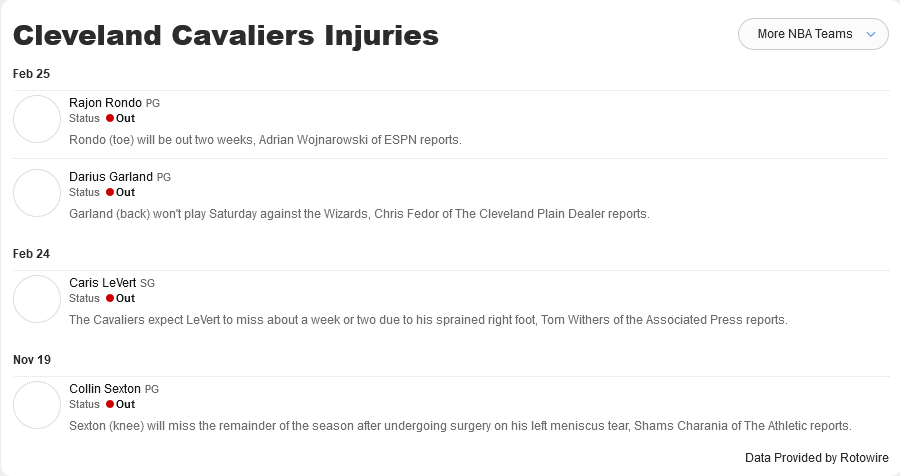 Cleveland Cavaliers Injuries
More NBA Teams
Feb 25
Rajon Rondo PG
Status Out
Rondo (toe) will be out two weeks, Adrian Wojnarowski of ESPN reports.
Darius Garland PG
Status Out
Garland (back) won't play Saturday against the Wizards, Chris Fedor of The Cleveland Plain Dealer reports.
Feb 24
Caris LeVert SG
Status Out
The Cavaliers expect LeVert to miss about a week or two due to his sprained right foot, Tom Withers of the Associated Press reports.
Nov 19
Collin Sexton PG
Status Out
Sexton (knee) will miss the remainder of the season after undergoing surgery on his left meniscus tear, Shams Charania of The Athletic reports.
Data Provided by Rotowire